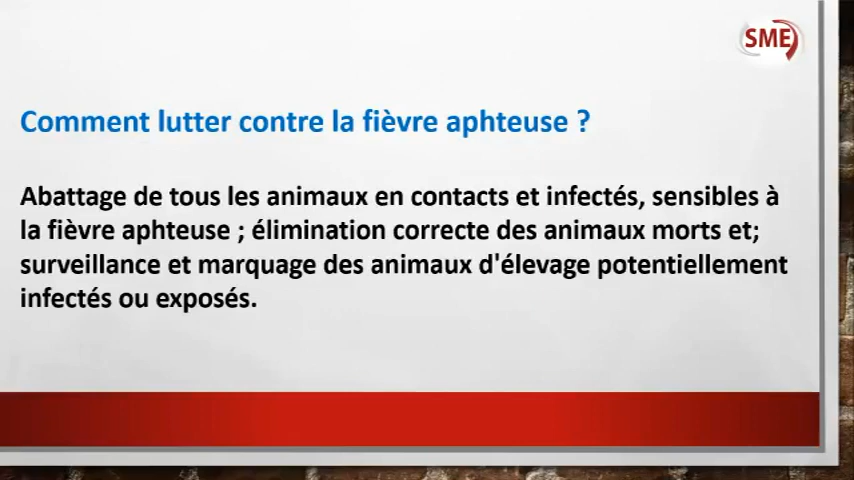 SME
Comment lutter contre la fièvre aphteuse ?
Abattage de tous les animaux en contacts et infectés, sensibles à
la fièvre aphteuse ; élimination correcte des animaux morts et;
surveillance et marquage des animaux d'élevage potentiellement
infectés ou exposés.